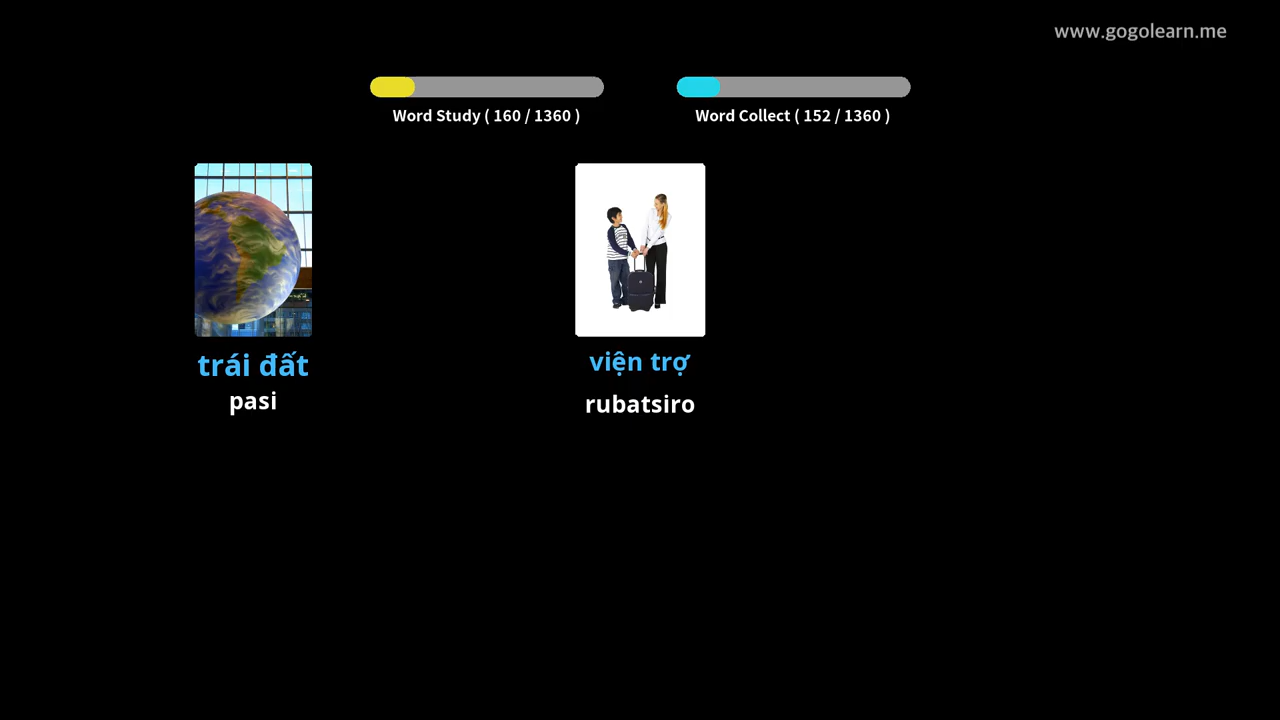 www.gogolearn.me
Word Study ( 160 / 1360 )
Word Collect ( 152 / 1360 )
trái đất
pasi
viện trợ
rubatsiro